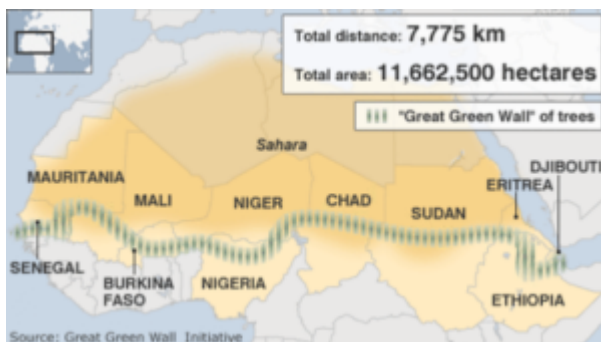 Total distance: 7,775 km
Total area: 11,662,500 hectares
"Great Green Wall" of trees
Sahara
DJIBOUTI
MAURITANIA
ERITREA
MALI
NIGER
CHAD
SUDAN
SENEGAL
NIGERIA
BURKINA
FASO
ETHIOPIA
Source: Great Green Wall Initiative